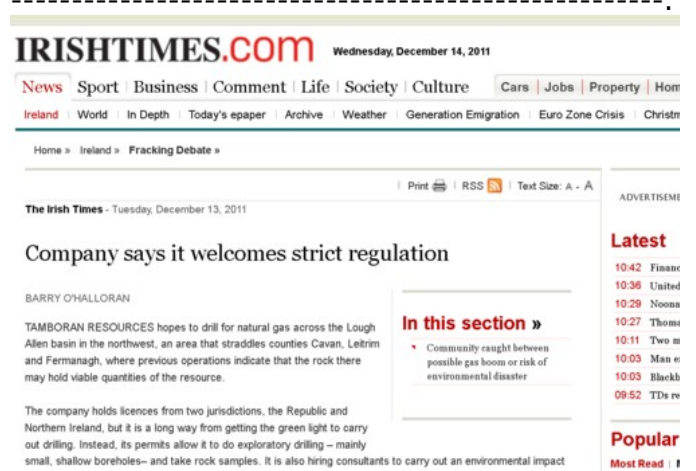 IRISHTIMES.com Wednesday, December 14, 2011
News Sport Business Comment Life Society Culture Cars Jobs Property
Ireland World In Depth Today's epaper Archive Weather Generation Emigration Euro Zone Crisis
Home » Ireland » Fracking Debate »
Print RSS Text Size: A - A
The Irish Times - Tuesday, December 13, 2011
Company says it welcomes strict regulation
BARRY O'HALLORAN
TAMBORAN RESOURCES hopes to drill for natural gas across the Lough
Allen basin in the northwest, an area that straddles counties Cavan, Leitrim
and Fermanagh, where previous operations indicate that the rock there
may hold viable quantities of the resource.
The company holds licences from two jurisdictions, the Republic and
Northern Ireland, but it is a long way from getting the green light to carry
out drilling. Instead, its permits allow it to do exploratory drilling – mainly
small, shallow boreholes– and take rock samples. It is also hiring consultants to carry out an environmental impact
In this section »
Community caught between
possible gas boom or risk of
environmental disaster
Latest
10:42
10:36 United
10:29
10:27
10:11 Two
10:03 Man
10:03
09:52 TDs
Popular
Most Read